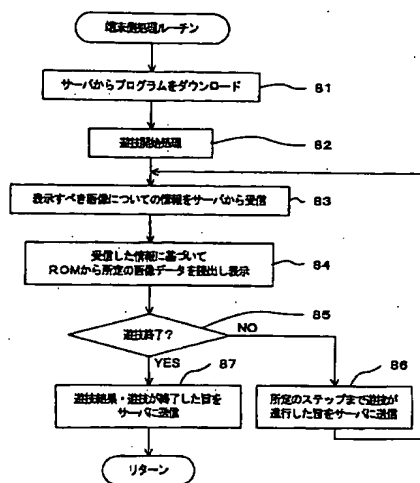 端末側処理ルーチン
サーバからプログラムをダウンロード
81
遊技開始処理
82
表示すべき画像についての情報をサーバから受信
83
受信した情報に基づいて
ROMから所定の画像データを読出し表示
84
遊技終了?
85
NO
YES
87
遊技結果・遊技が終了した旨を
サーバに送信
86
所定のステップまで遊技が
進行した旨をサーバに送信
リターン